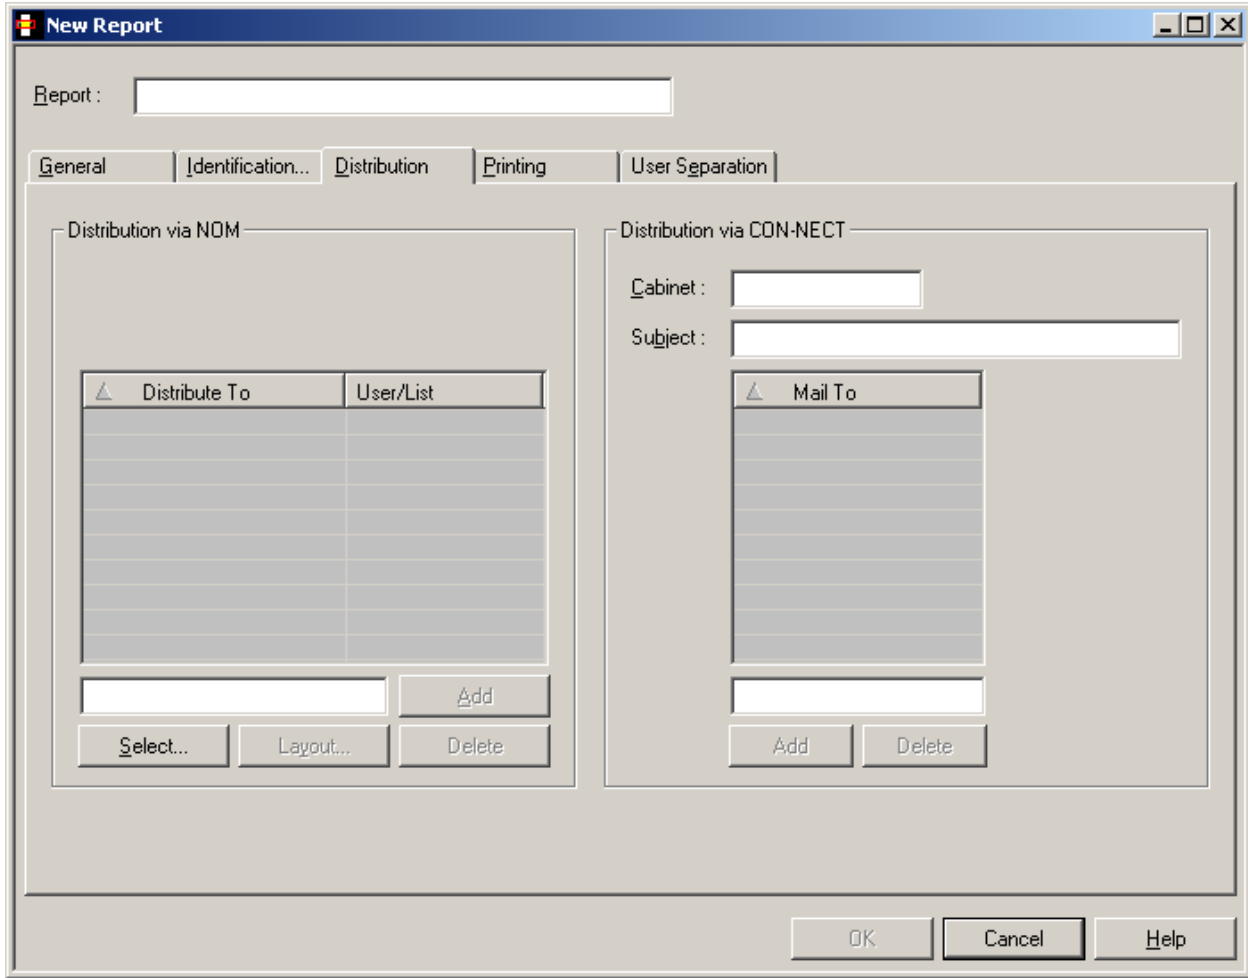 New Report
Report :
General Identification... Distribution Printing User Separation
Distribution via NOM
Distribution via CON-NECT
Cabinet :
Subject :
Distribute To User/List
Mail To
Add
Select... Layout... Delete
Add Delete
OK Cancel Help